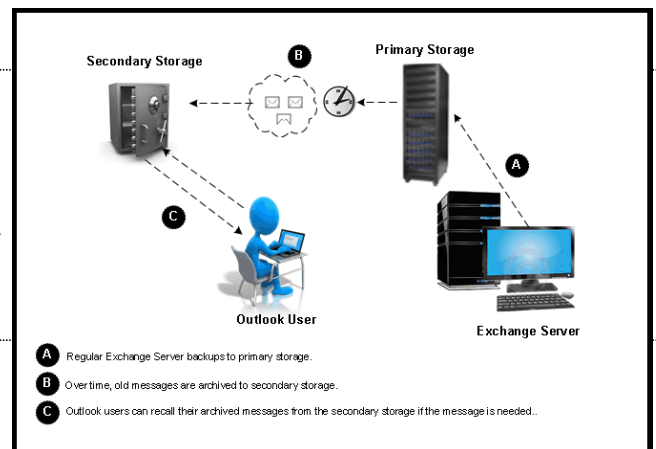 B
Primary Storage
Secondary Storage
A
C
Outlook User
Exchange Server
A Regular Exchange Server backups to primary storage.
B Over time, old messages are archived to secondary storage.
C Outlook users can recall their archived messages from the secondary storage if the message is needed..